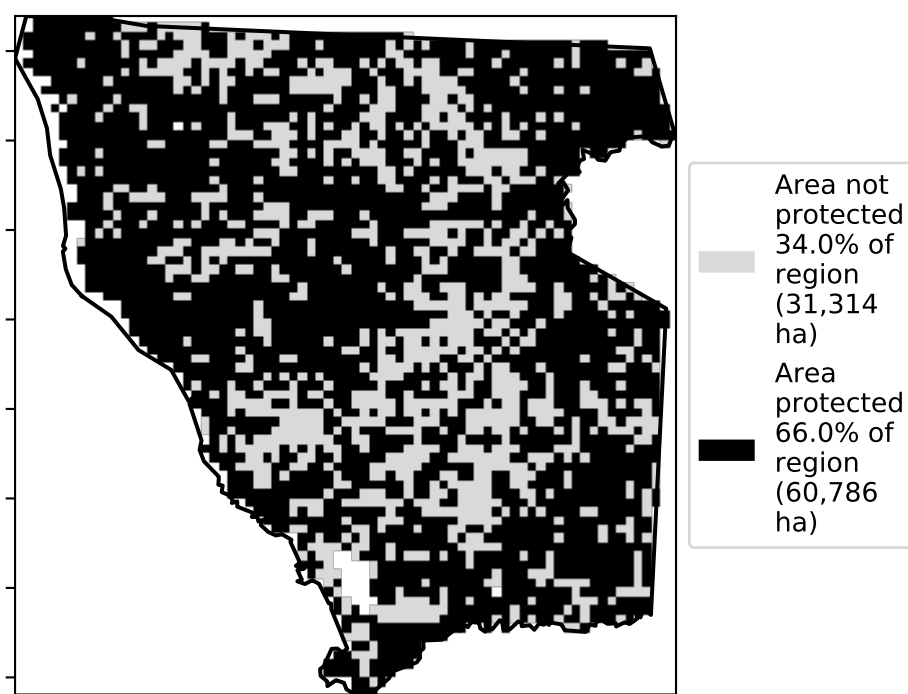 Area not
protected
34.0% of
region
(31,314
ha)
Area
protected
66.0% of
region
(60,786
ha)